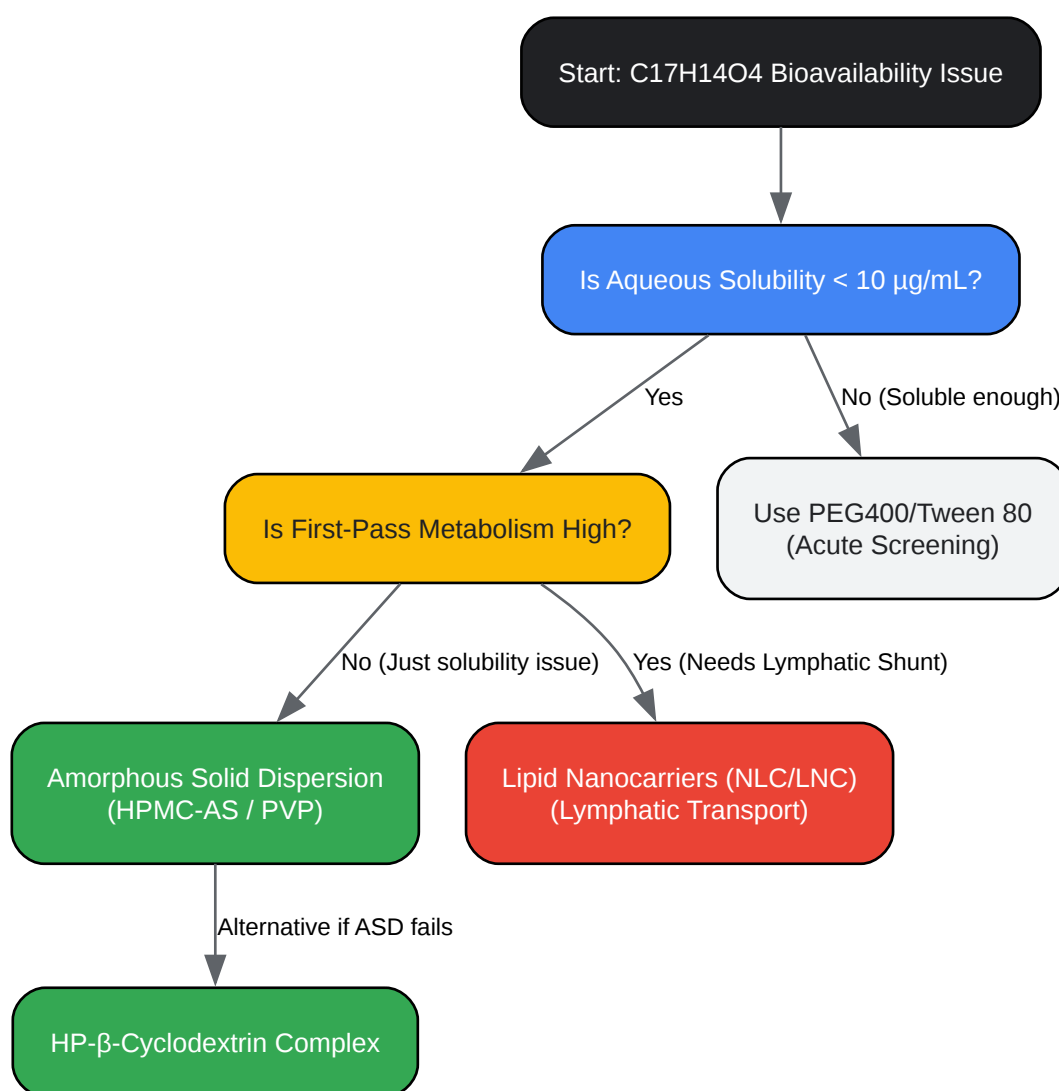 Start: C17H14O4 Bioavailability Issue
Is Aqueous Solubility < 10 µg/mL?
Yes
No (Soluble enough)
Is First-Pass Metabolism High?
Use PEG400/Tween 80
(Acute Screening)
No (Just solubility issue)
Yes (Needs Lymphatic Shunt)
Amorphous Solid Dispersion
(HPMC-AS / PVP)
Lipid Nanocarriers (NLC/LNC)
(Lymphatic Transport)
Alternative if ASD fails
HP-β-Cyclodextrin Complex